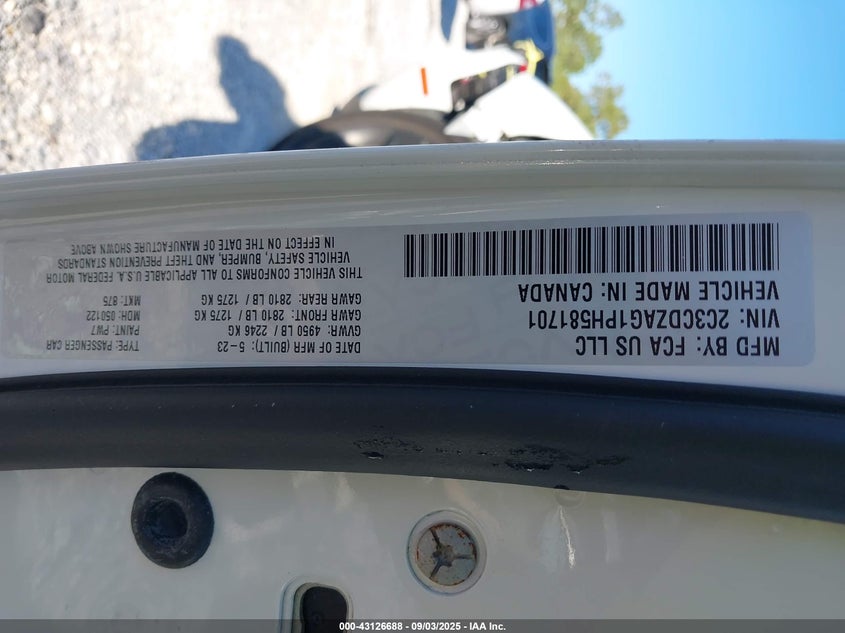 MFD BY: FCA US LLC
VIN: 2C3CDZAG1PH581701
VEHICLE MADE IN: CANADA
DATE OF MFR (BUILT): 5-23
GVWR: 4950 LB / 2246 KG
GAWR FRONT: 2810 LB / 1275 KG
GAWR REAR: 2810 LB / 1275 KG
TYPE: PASSENGER CAR
PAINT: PW7
MDH: 050122
MKT: 875
THIS VEHICLE CONFORMS TO ALL APPLICABLE U.S.A. FEDERAL MOTOR
VEHICLE SAFETY, BUMPER, AND THEFT PREVENTION STANDARDS
IN EFFECT ON THE DATE OF MANUFACTURE SHOWN ABOVE
000-43126688 - 09/03/2025 - IAA Inc.